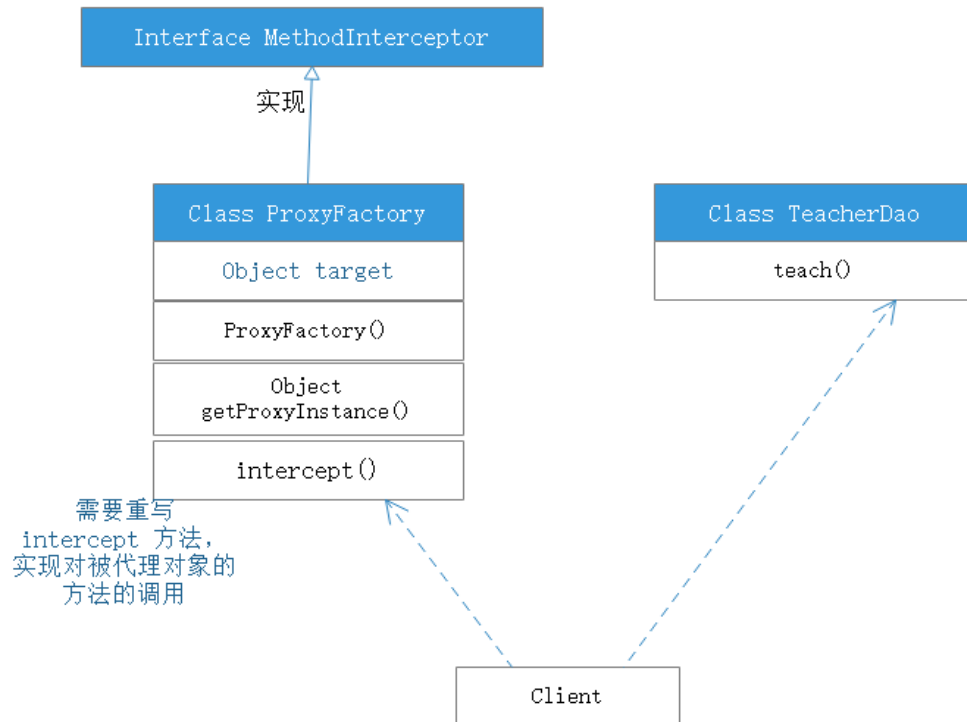 Interface MethodInterceptor
实现
Class ProxyFactory
Object target
ProxyFactory()
Object
getProxyInstance()
intercept()
需要重写
intercept 方法，
实现对被代理对象的
方法的调用
Class TeacherDao
teach()
Client